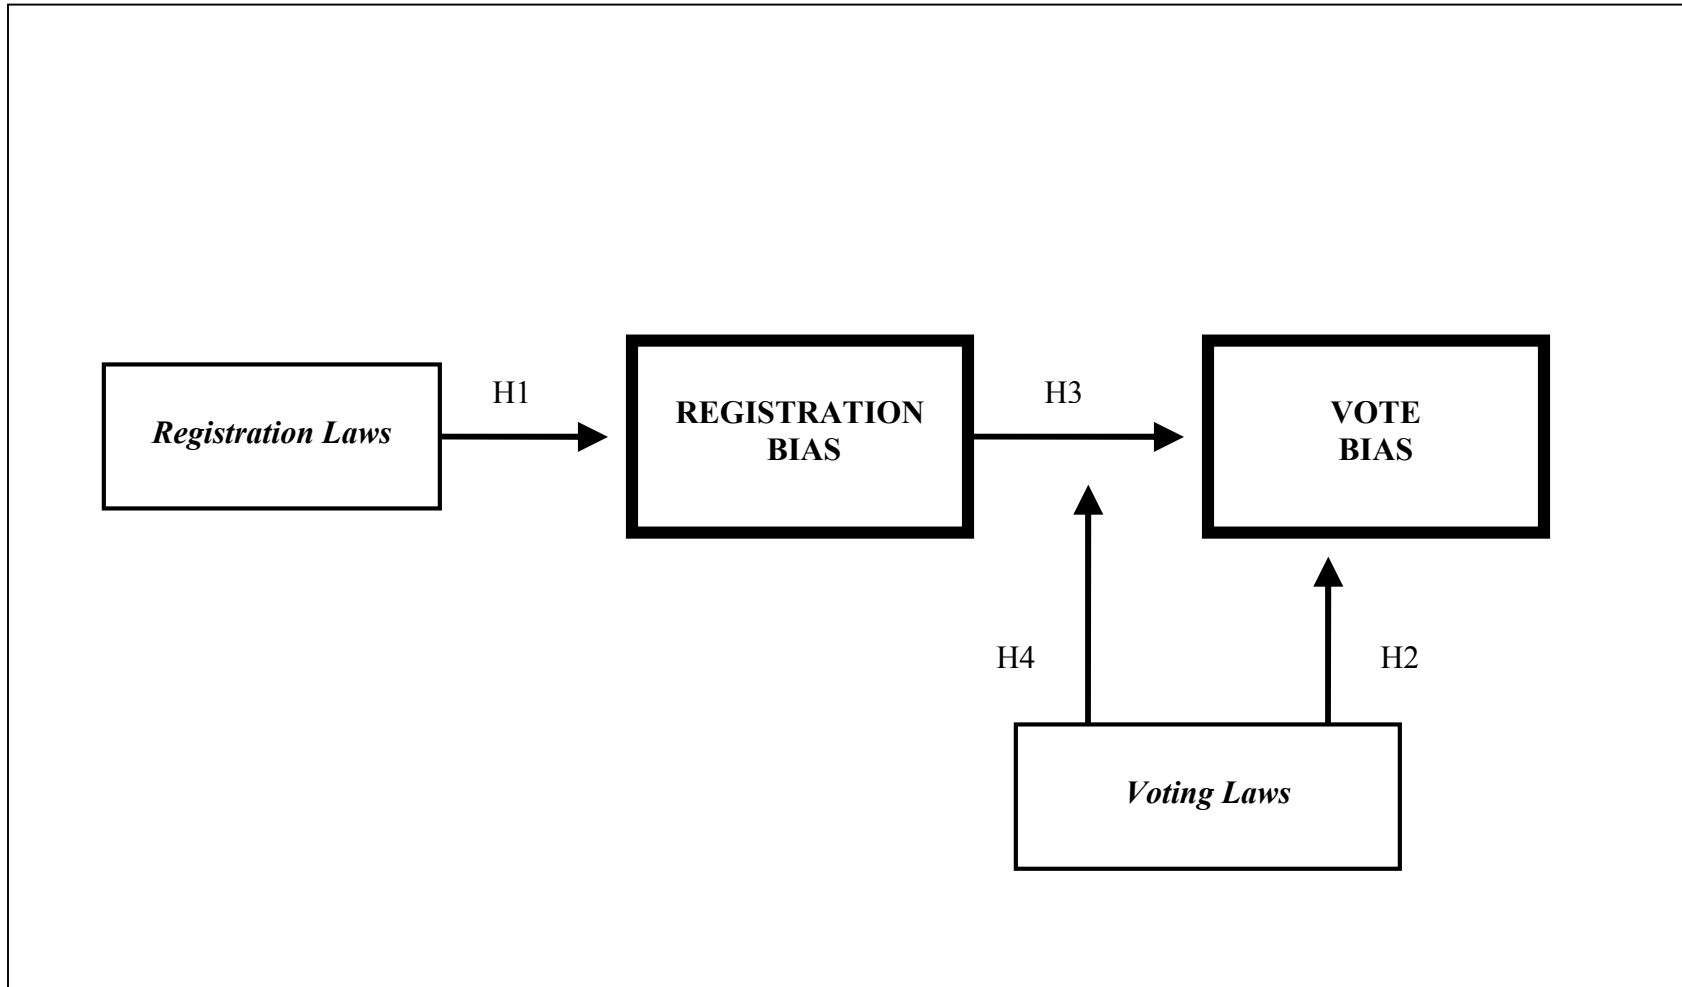 H1
H3
Registration Laws
REGISTRATION
BIAS
VOTE
BIAS
H4
H2
Voting Laws